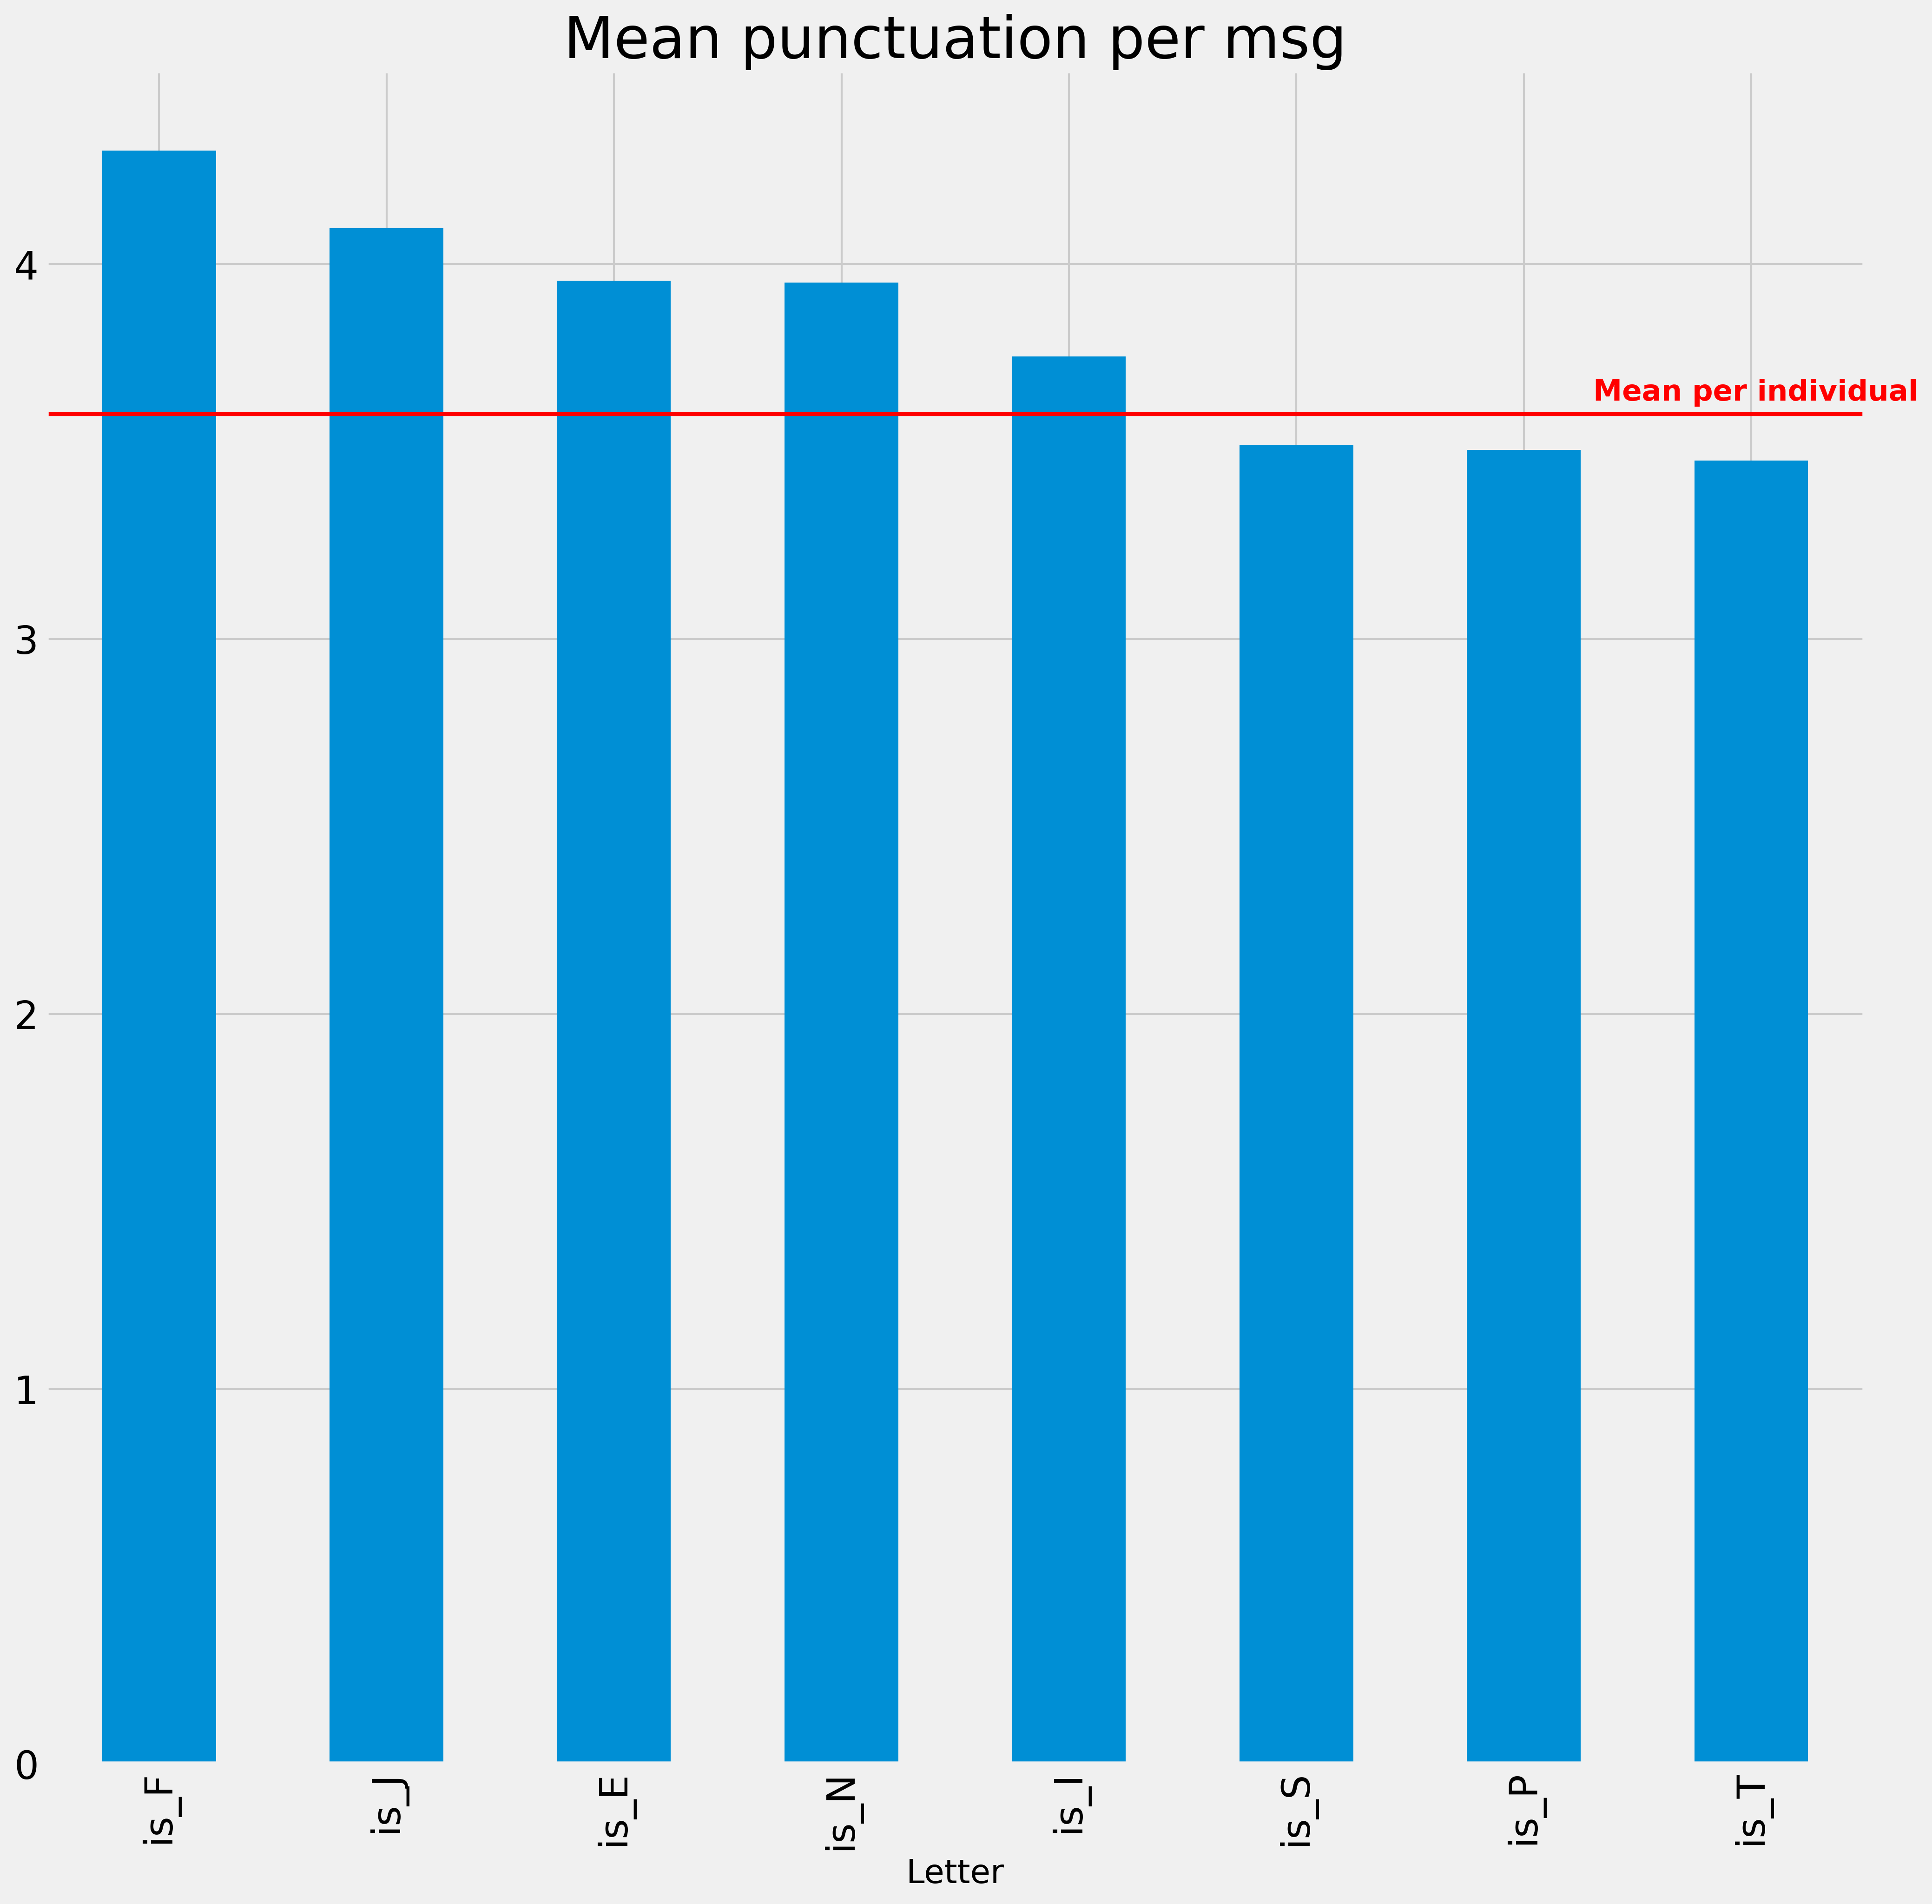 Mean punctuation per msg
4
Mean per individual
3
2
1
0
is_F
is_J
is_E
is_N
is_I
is_S
is_P
is_T
Letter